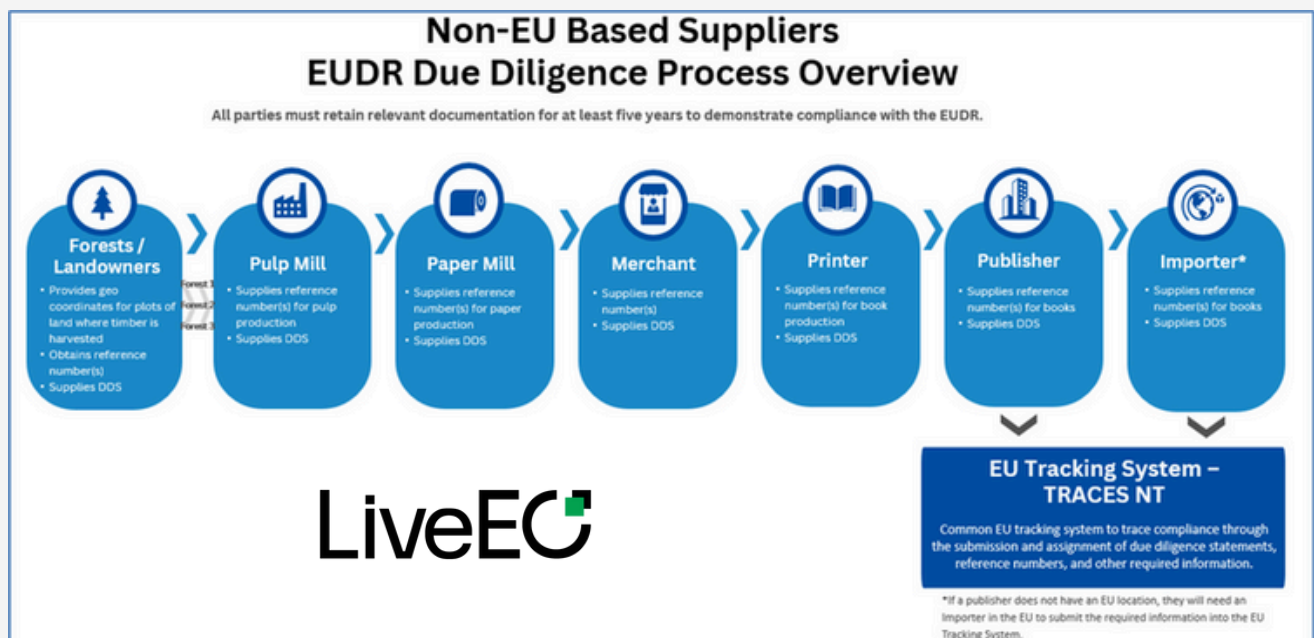 Non-EU Based Suppliers
EUDR Due Diligence Process Overview
All parties must retain relevant documentation for at least five years to demonstrate compliance with the EUDR.
Forests /
Landowners
• Provides geo
coordinates for plots of
land where timber is
harvested
• Obtains reference
number(s)
• Supplies DDS
Forest 1
Forest 2
Forest 3
Pulp Mill
• Supplies reference
number(s) for pulp
production
• Supplies DDS
Paper Mill
• Supplies reference
number(s) for paper
production
• Supplies DDS
Merchant
• Supplies reference
number(s)
• Supplies DDS
Printer
• Supplies reference
number(s) for book
production
• Supplies DDS
Publisher
• Supplies reference
number(s) for books
• Supplies DDS
Importer*
• Supplies reference
number(s) for books
• Supplies DDS
EU Tracking System –
TRACES NT
Common EU tracking system to trace compliance through
the submission and assignment of due diligence statements,
reference numbers, and other required information.
*If a publisher does not have an EU location, they will need an
Importer in the EU to submit the required information into the EU
Tracking System.
LiveEO